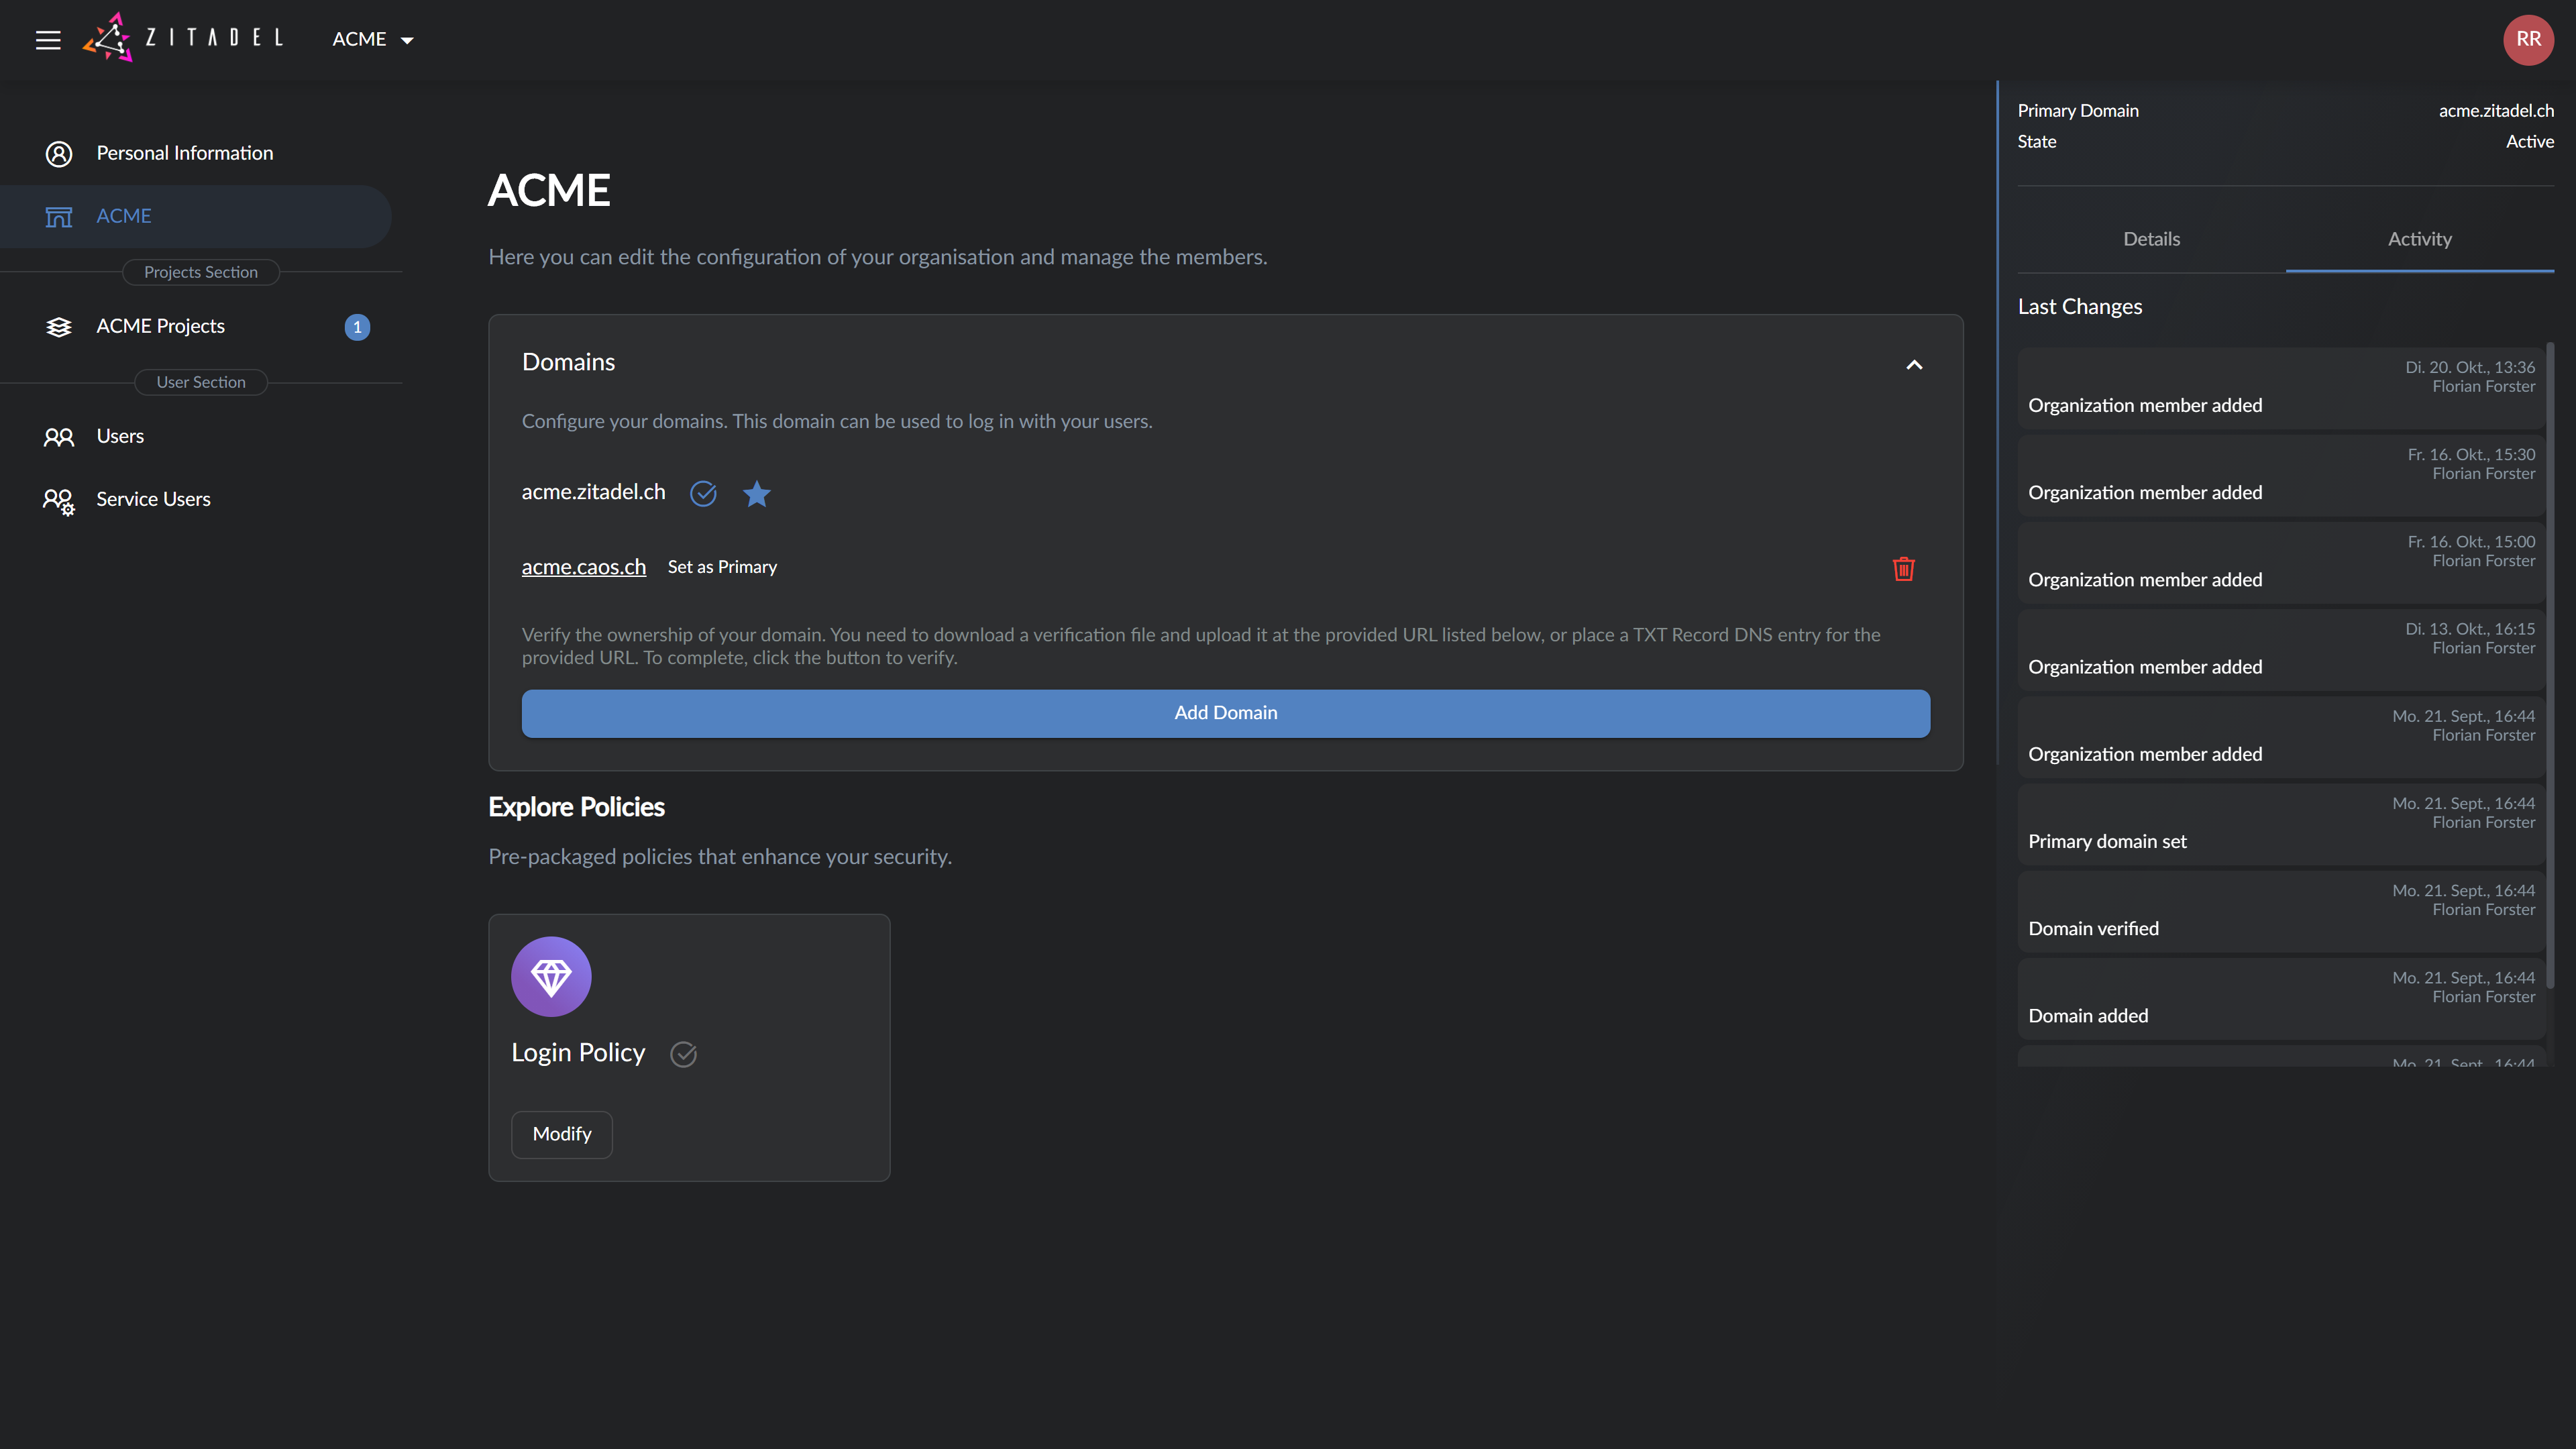 ZITADEL
ACME
RR
Personal Information
ACME
Projects Section
ACME Projects
1
User Section
Users
Service Users
ACME
Here you can edit the configuration of your organisation and manage the members.
Domains
Configure your domains. This domain can be used to log in with your users.
acme.zitadel.ch
acme.caos.ch
Set as Primary
Verify the ownership of your domain. You need to download a verification file and upload it at the provided URL listed below, or place a TXT Record DNS entry for the
provided URL. To complete, click the button to verify.
Add Domain
Explore Policies
Pre-packaged policies that enhance your security.
Login Policy
Modify
Primary Domain
acme.zitadel.ch
State
Active
Details
Activity
Last Changes
Di. 20. Okt., 13:36
Florian Forster
Organization member added
Fr. 16. Okt., 15:30
Florian Forster
Organization member added
Fr. 16. Okt., 15:00
Florian Forster
Organization member added
Di. 13. Okt., 16:15
Florian Forster
Organization member added
Mo. 21. Sept., 16:44
Florian Forster
Organization member added
Mo. 21. Sept., 16:44
Florian Forster
Primary domain set
Mo. 21. Sept., 16:44
Florian Forster
Domain verified
Mo. 21. Sept., 16:44
Florian Forster
Domain added
Mo. 21. Sept., 16:44